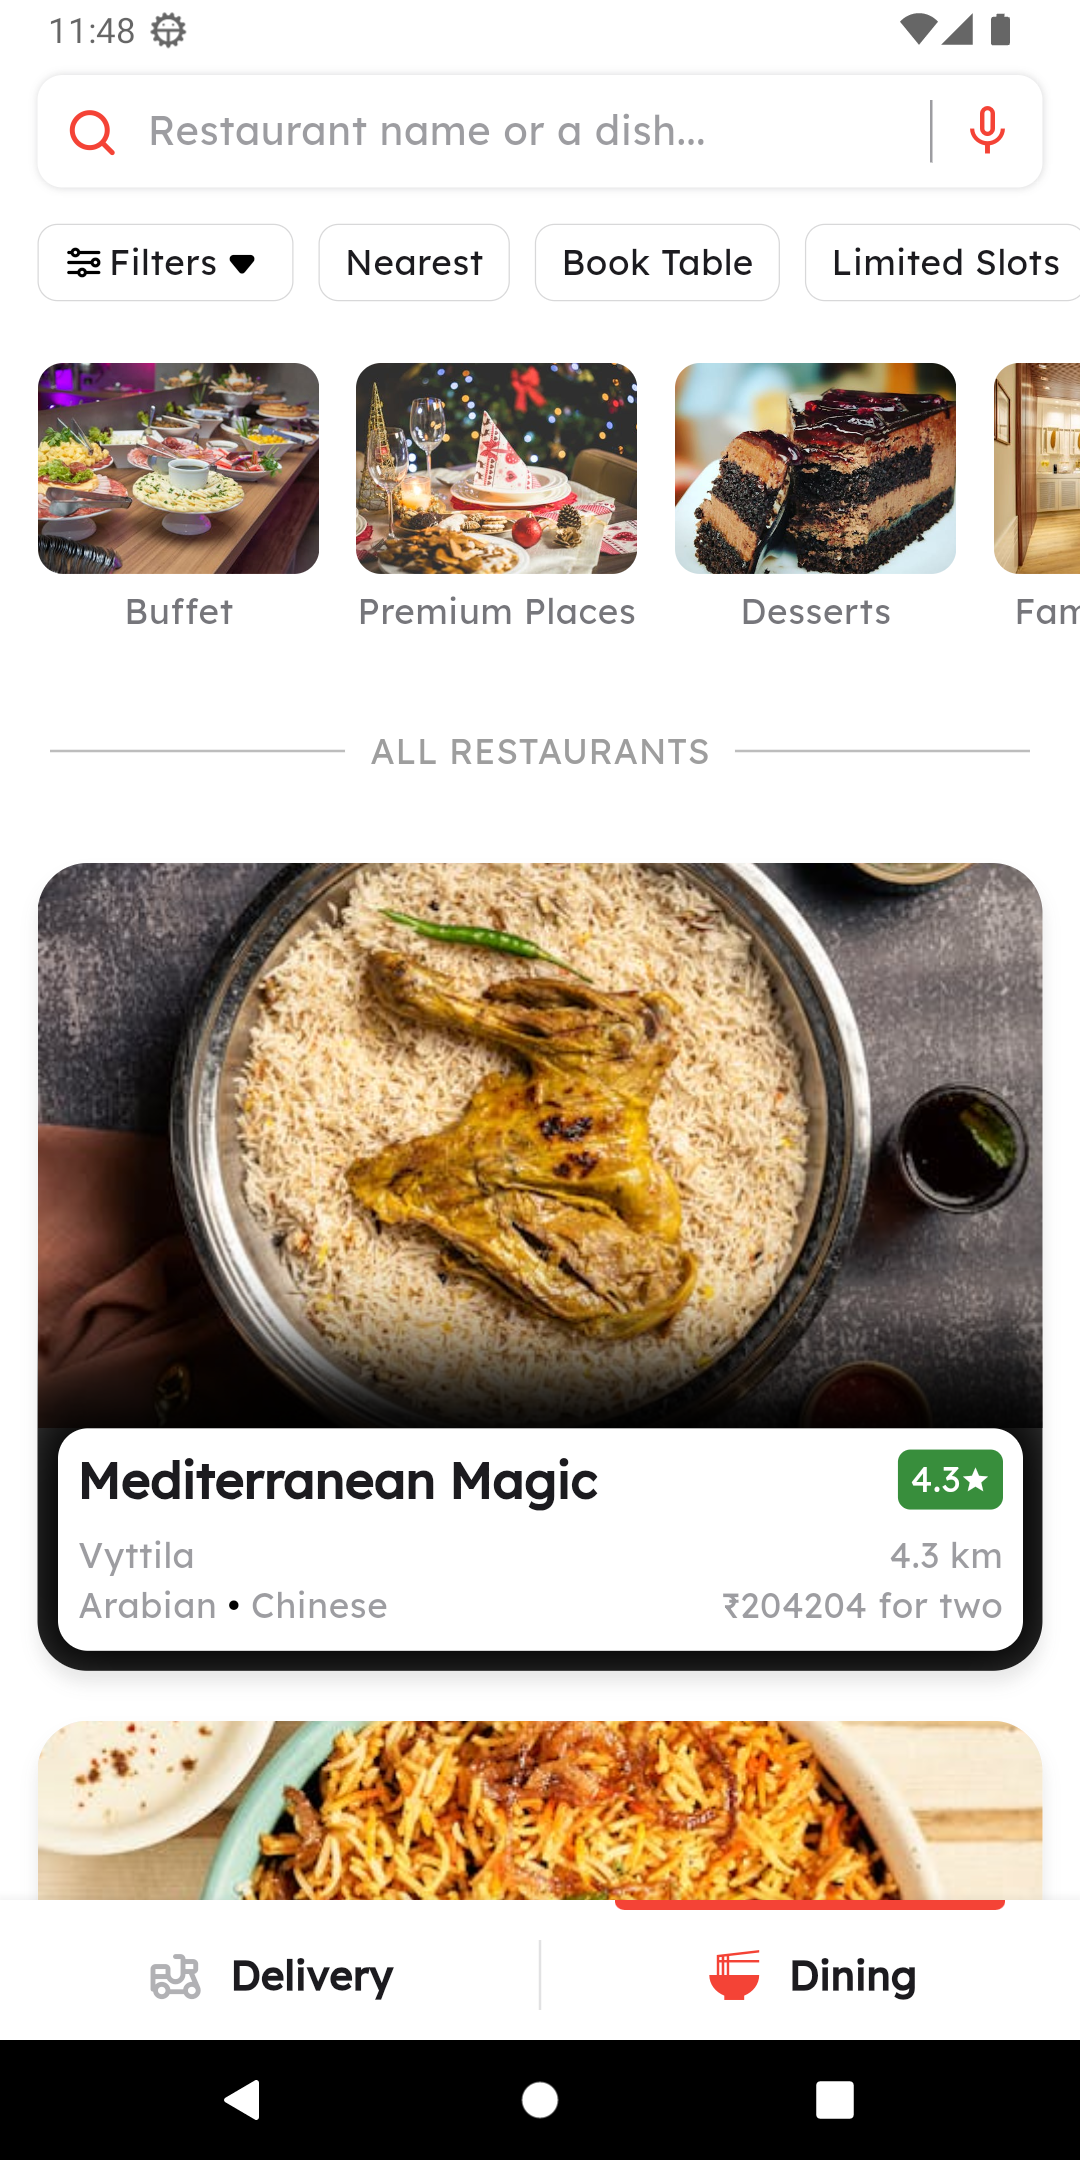 11:48
Restaurant name or a dish...
Filters
Nearest
Book Table
Limited Slots
Buffet
Premium Places
Desserts
Fam
ALL RESTAURANTS
Mediterranean Magic
4.3★
Vyttila
4.3 km
Arabian • Chinese
₹204204 for two
Delivery
Dining